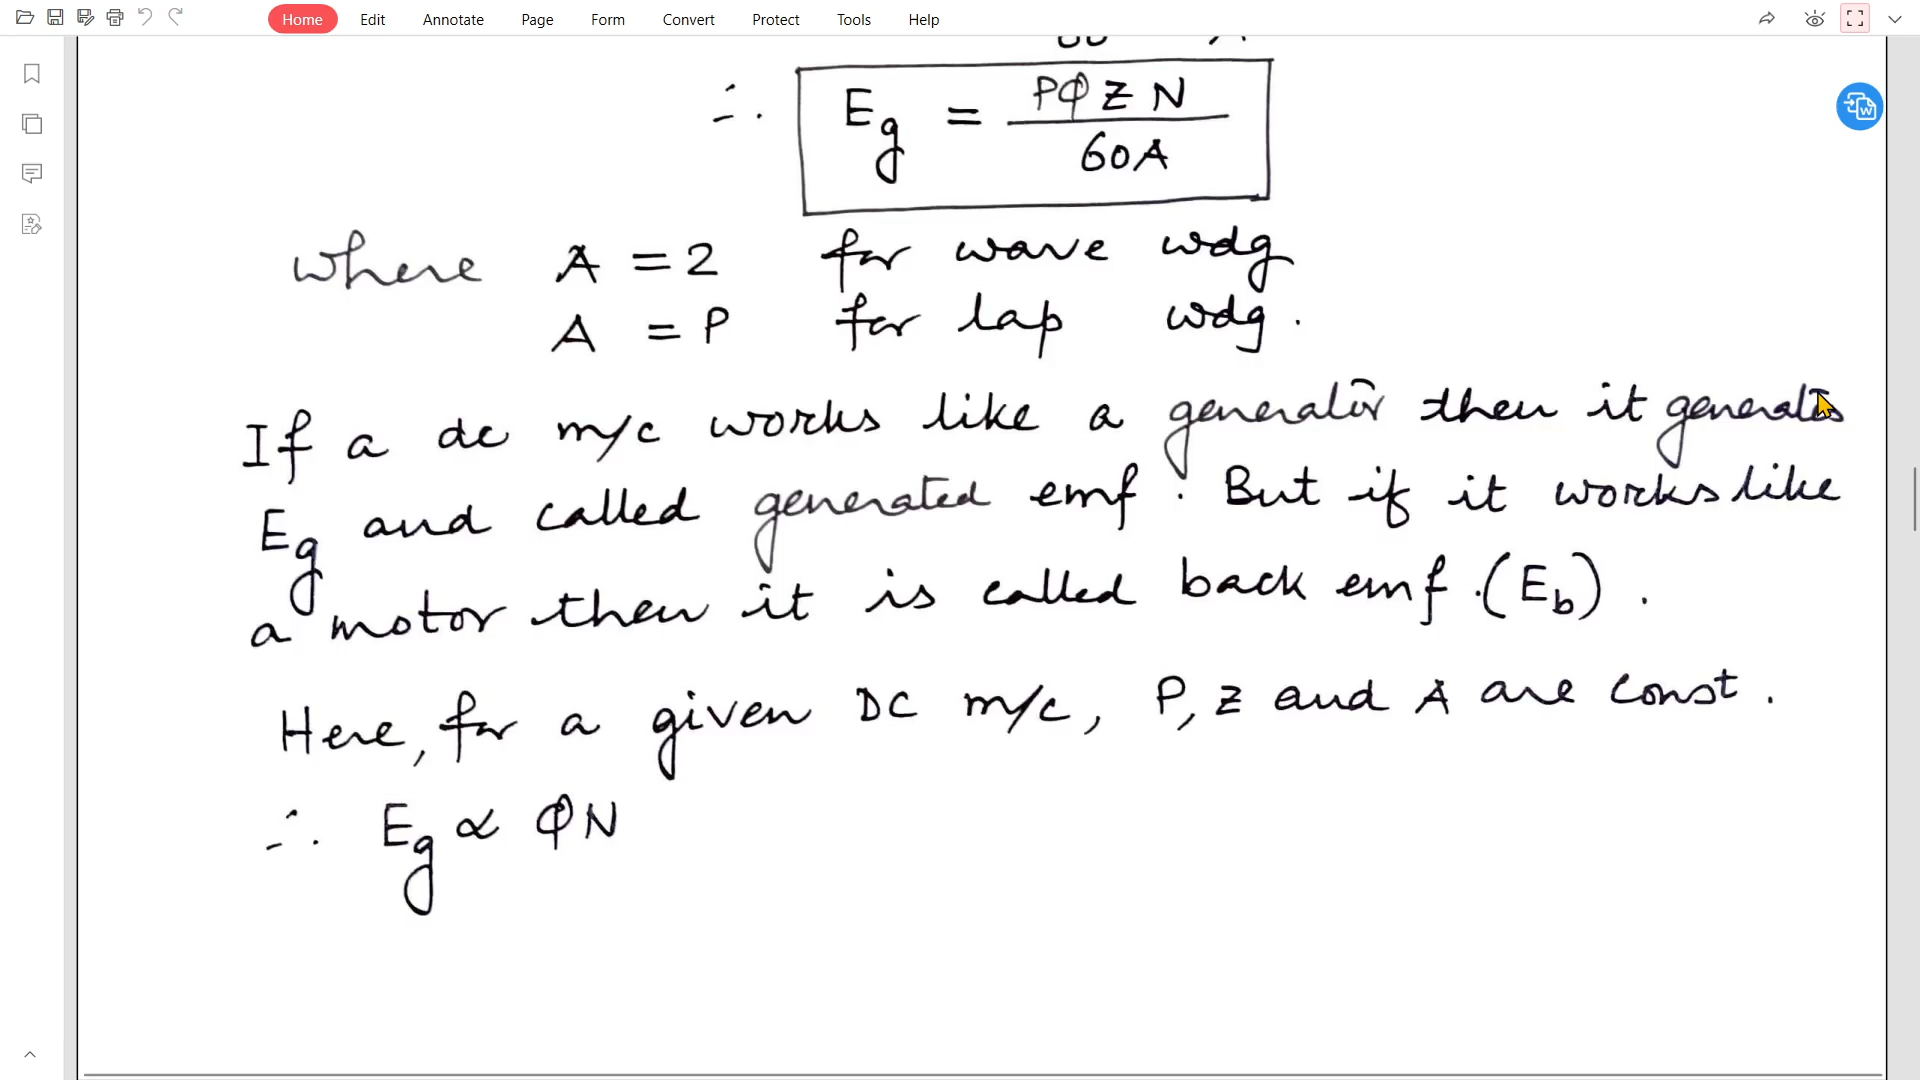 Home Edit Annotate Page Form Convert Protect Tools Help
∴ Eg = PΦZN / 60A
where A = 2 for wave wdg
A = P for lap wdg.
If a dc m/c works like a generator then it generates
Eg and called generated emf. But if it works like
a motor then it is called back emf. (Eb).
Here, for a given DC m/c, P, Z and A are const.
∴ Eg ∝ ΦN